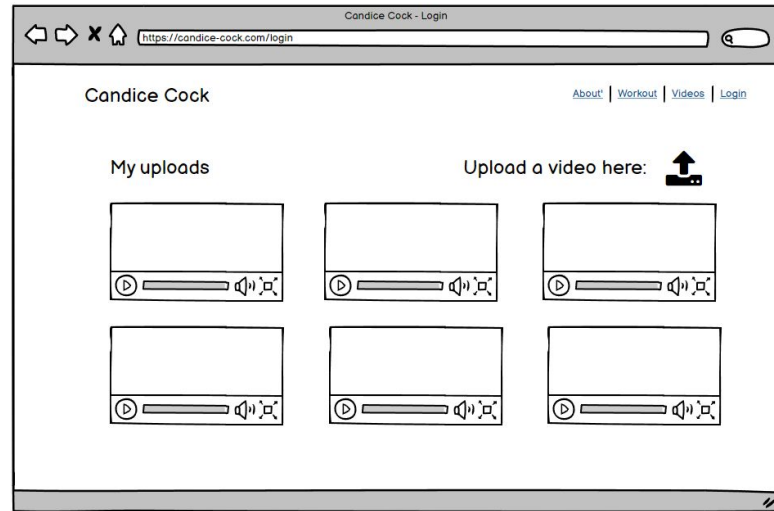 Candice Cock - Login
https://candice-cock.com/login
Candice Cock
About' Workout Videos Login
My uploads
Upload a video here: